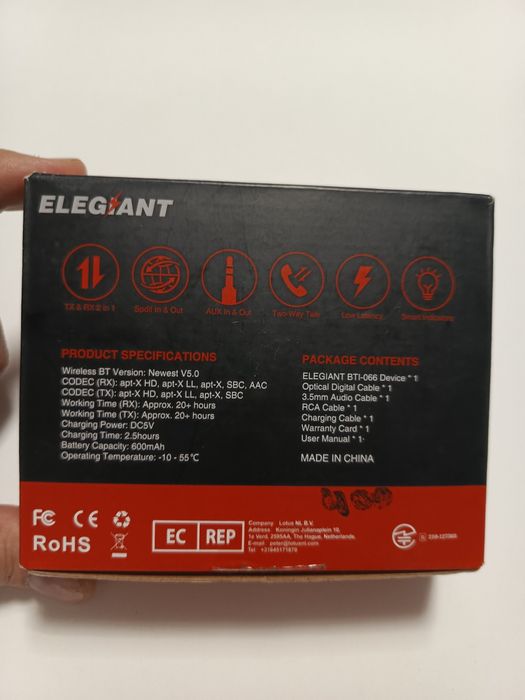 ELEGIANT
TX & RX 2 in 1
Spdif In & Out
AUX In & Out
Two-Way Talk
Low Latency
Smart Indicators
PRODUCT SPECIFICATIONS
Wireless BT Version: Newest V5.0
CODEC (RX): apt-X HD, apt-X LL, apt-X, SBC, AAC
CODEC (TX): apt-X HD, apt-X LL, apt-X, SBC
Working Time (RX): Approx. 20+ hours
Working Time (TX): Approx. 20+ hours
Charging Power: DC5V
Charging Time: 2.5hours
Battery Capacity: 600mAh
Operating Temperature: -10 - 55℃
PACKAGE CONTENTS
ELEGIANT BTI-066 Device * 1
Optical Digital Cable * 1
3.5mm Audio Cable * 1
RCA Cable * 1
Charging Cable * 1
Warranty Card * 1
User Manual * 1
MADE IN CHINA
FC CE
RoHS
EC REP
Company Lotus NL B.V.
Address Koningin Julianaplein 10,
1e Verd, 2595AA, The Hague, Netherlands.
E-mail peter@lotusnl.com
Tel +31645171879
R